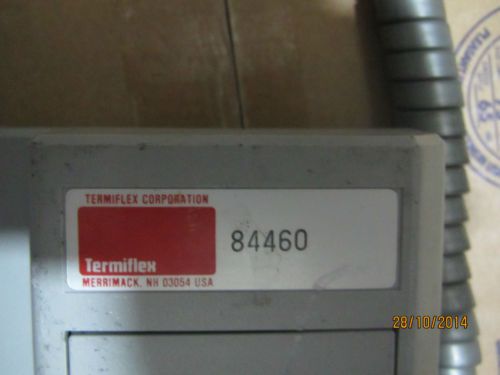 TERMIFLEX CORPORATION
84460
Termiflex
MERRIMACK, NH 03054 USA
28/10/2014